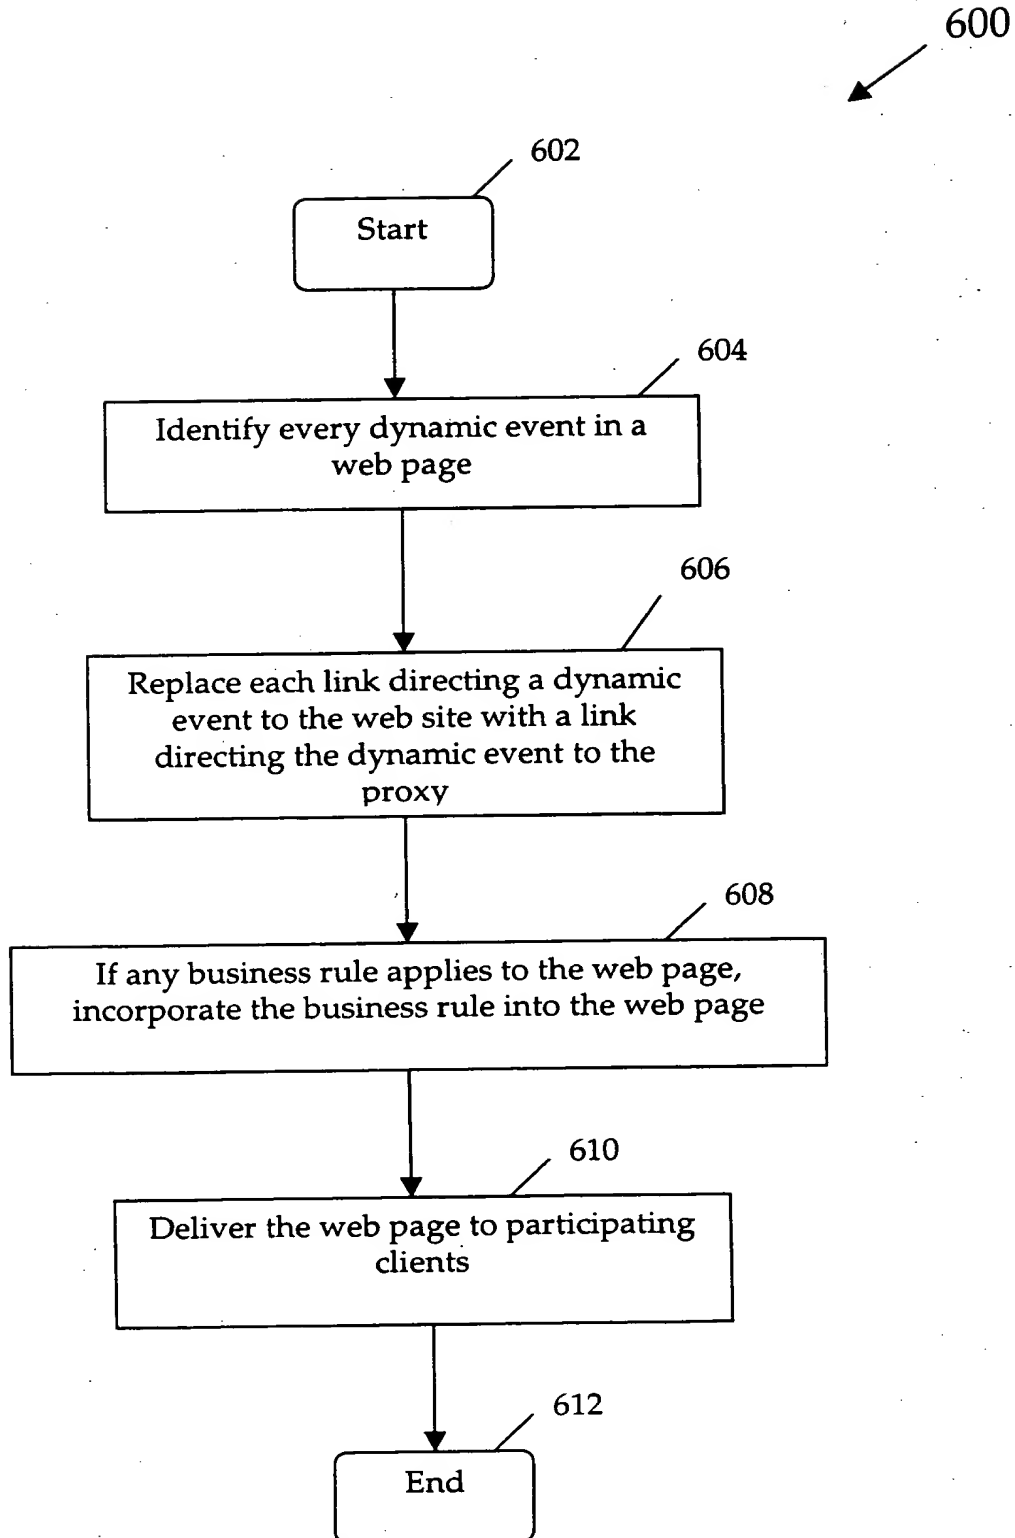 600
602
Start
604
Identify every dynamic event in a
web page
606
Replace each link directing a dynamic
event to the web site with a link
directing the dynamic event to the
proxy
608
If any business rule applies to the web page,
incorporate the business rule into the web page
610
Deliver the web page to participating
clients
612
End